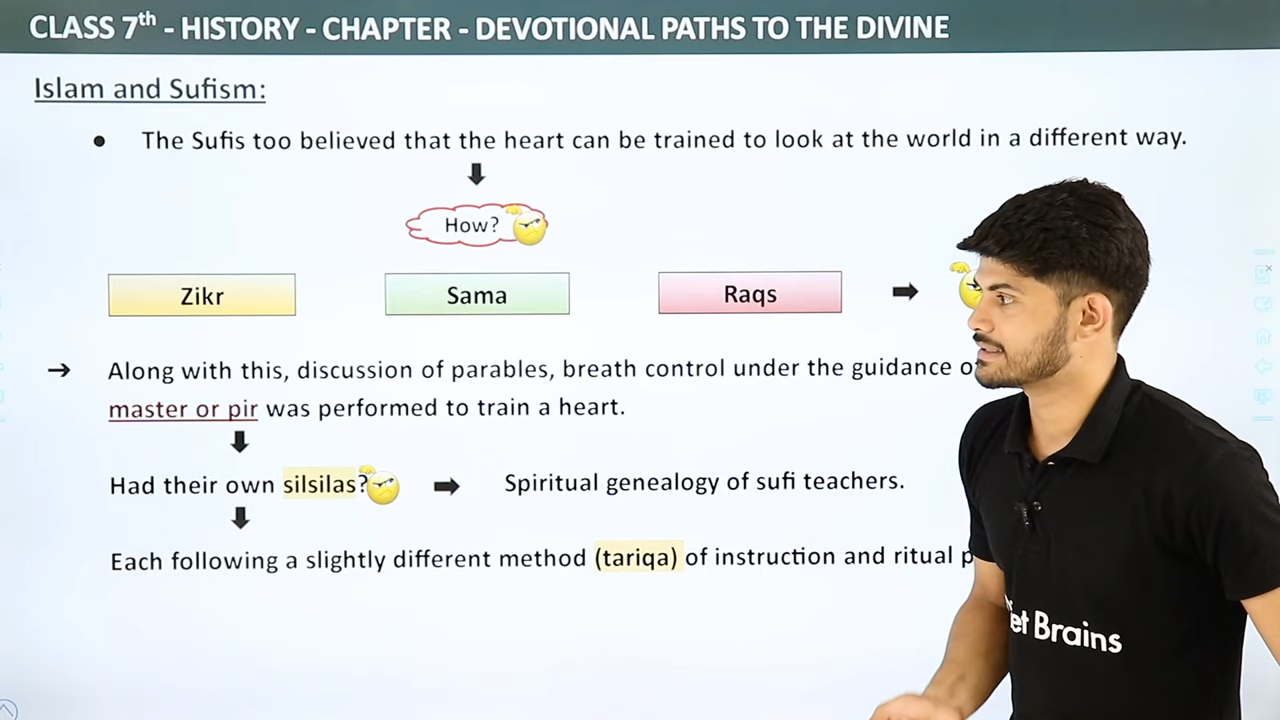 CLASS 7th - HISTORY - CHAPTER - DEVOTIONAL PATHS TO THE DIVINE
Islam and Sufism:
● The Sufis too believed that the heart can be trained to look at the world in a different way.
How?
Zikr Sama Raqs
→ Along with this, discussion of parables, breath control under the guidance
master or pir was performed to train a heart.
Had their own silsilas? Spiritual genealogy of sufi teachers.
Each following a slightly different method (tariqa) of instruction and ritual
et Brains